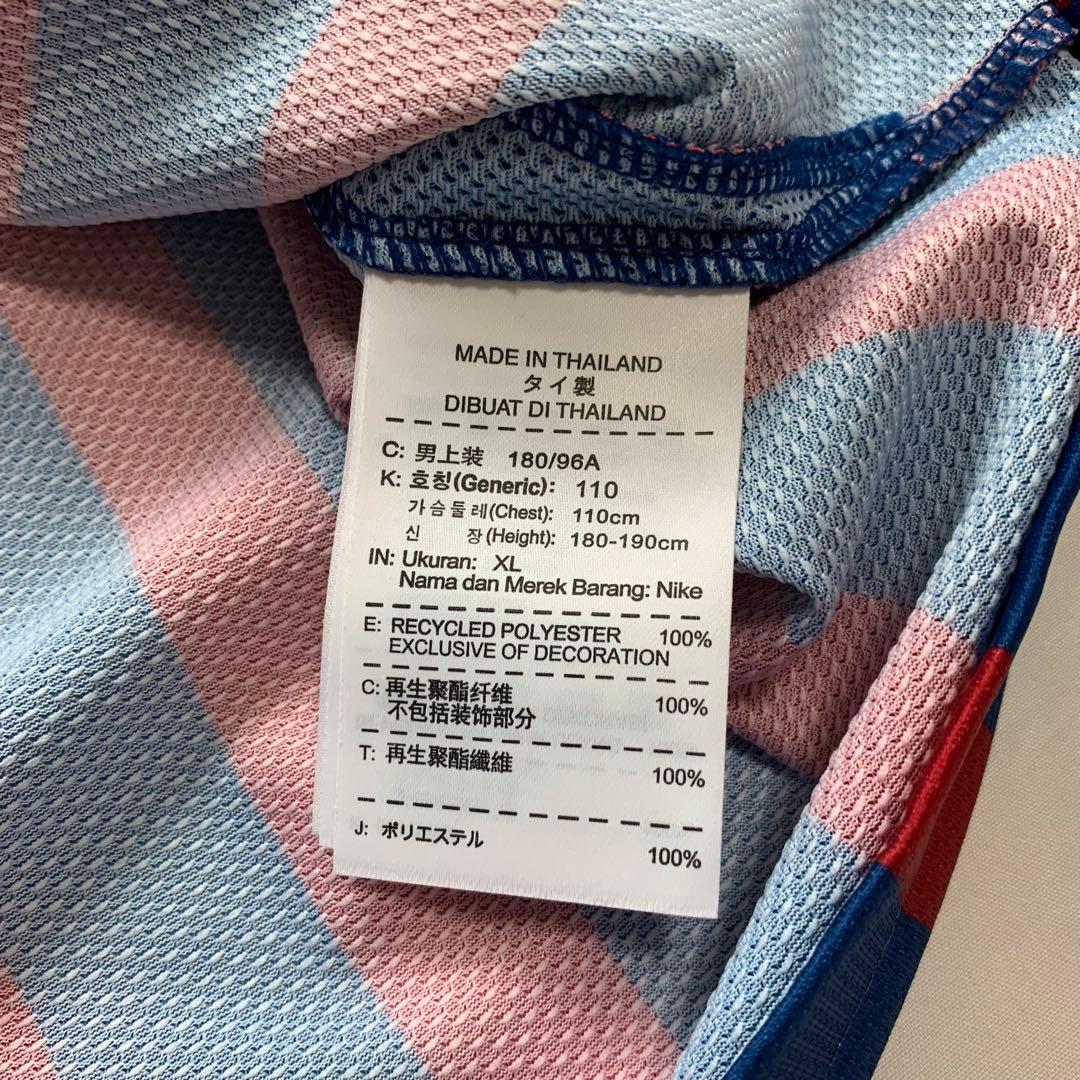 MADE IN THAILAND
タイ製
DIBUAT DI THAILAND
C: 男上装 180/96A
K: 호칭(Generic): 110
가슴둘레(Chest): 110cm
신 장(Height): 180-190cm
IN: Ukuran: XL
Nama dan Merek Barang: Nike
E: RECYCLED POLYESTER 100%
EXCLUSIVE OF DECORATION
C: 再生聚酯纤维 100%
不包括装饰部分
T: 再生聚酯纖維 100%
J: ポリエステル 100%